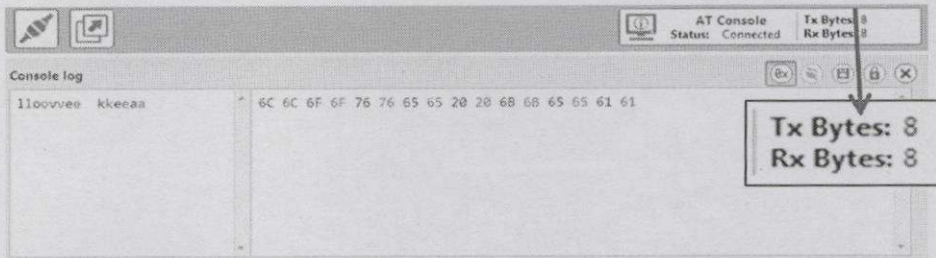 AT Console
Status: Connected
Tx Bytes: 8
Rx Bytes: 8
Console log
0x
lloovvee  kkeeaa
6C 6C 6F 6F 76 76 65 65 20 20 6B 6B 65 65 61 61
Tx Bytes: 8
Rx Bytes: 8